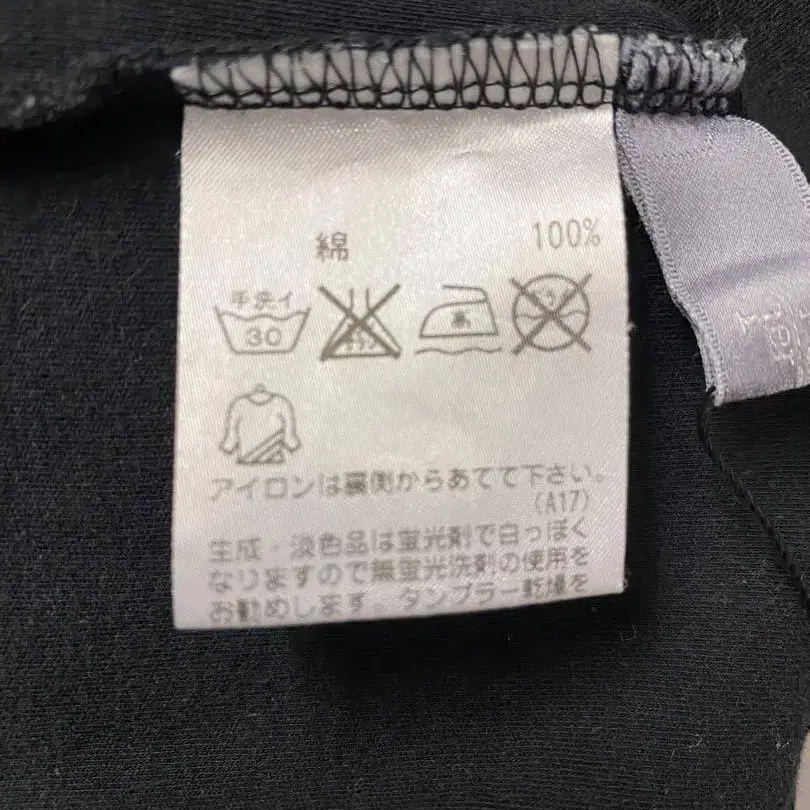 綿 100%
手洗イ
30
高
アイロンは裏側からあてて下さい。
(A17)
生成・淡色品は蛍光剤で白っぽく
なりますので無蛍光洗剤の使用を
お勧めします。タンブラー乾燥を